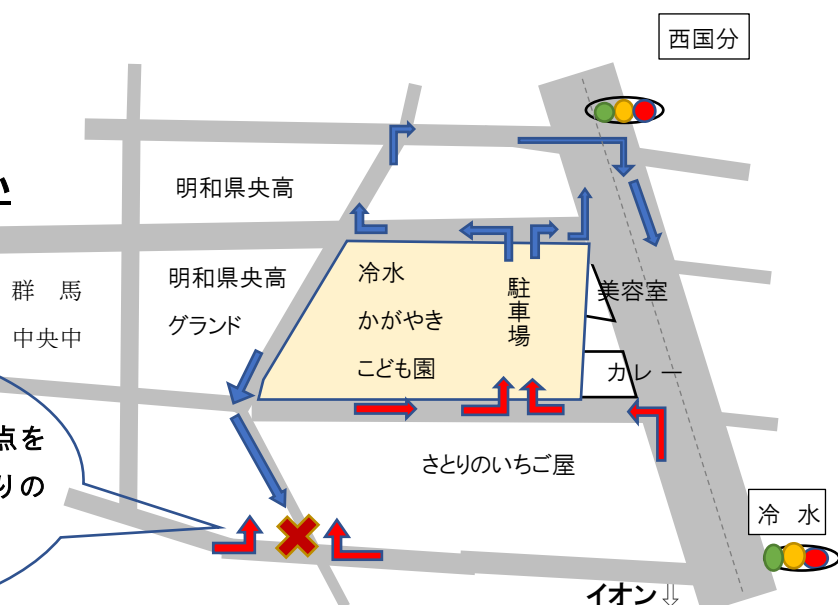 西国分
い
明和県央高
明和県央高
グランド
群　馬
中央中
冷水
かがやき
こども園
駐車場
美容室
カレー
点を
りの
さとりのいちご屋
冷　水
イオン⇩